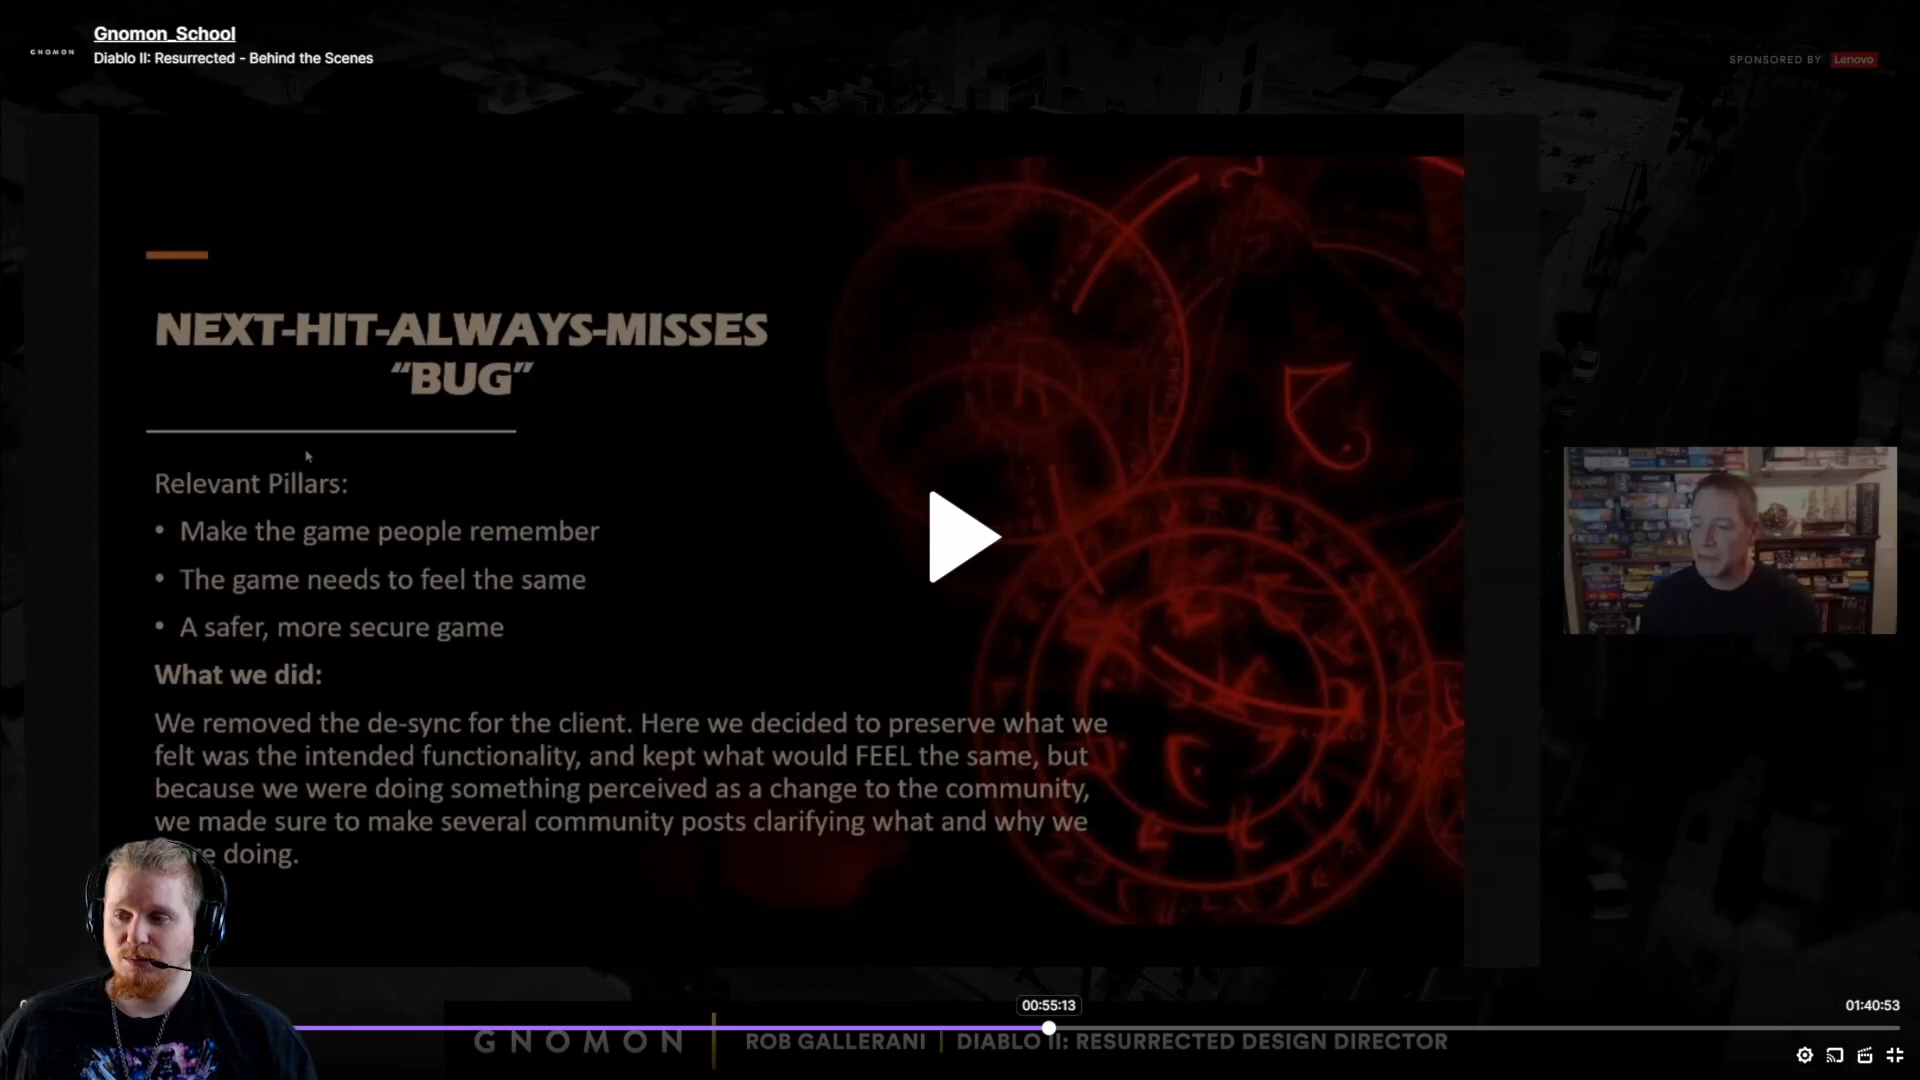 Gnomon_School
GNOMON
Diablo II: Resurrected - Behind the Scenes
SPONSORED BY Lenovo
NEXT-HIT-ALWAYS-MISSES
“BUG”
Relevant Pillars:
• Make the game people remember
• The game needs to feel the same
• A safer, more secure game
What we did:
We removed the de-sync for the client. Here we decided to preserve what we
felt was the intended functionality, and kept what would FEEL the same, but
because we were doing something perceived as a change to the community,
we made sure to make several community posts clarifying what and why we
doing.
00:55:13
01:40:53
GNOMON
ROB GALLERANI | DIABLO II: RESURRECTED DESIGN DIRECTOR